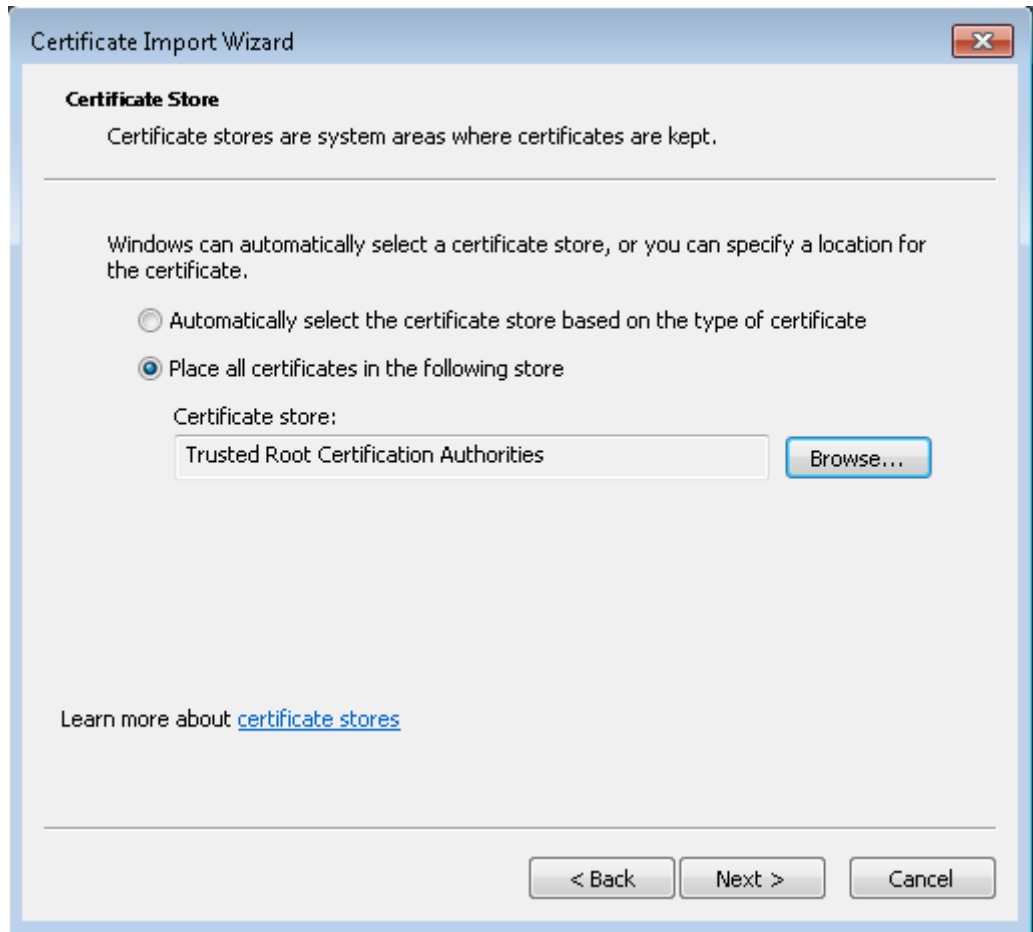 Certificate Import Wizard
Certificate Store
Certificate stores are system areas where certificates are kept.
Windows can automatically select a certificate store, or you can specify a location for
the certificate.
Automatically select the certificate store based on the type of certificate
Place all certificates in the following store
Certificate store:
Trusted Root Certification Authorities
Browse...
Learn more about certificate stores
< Back
Next >
Cancel